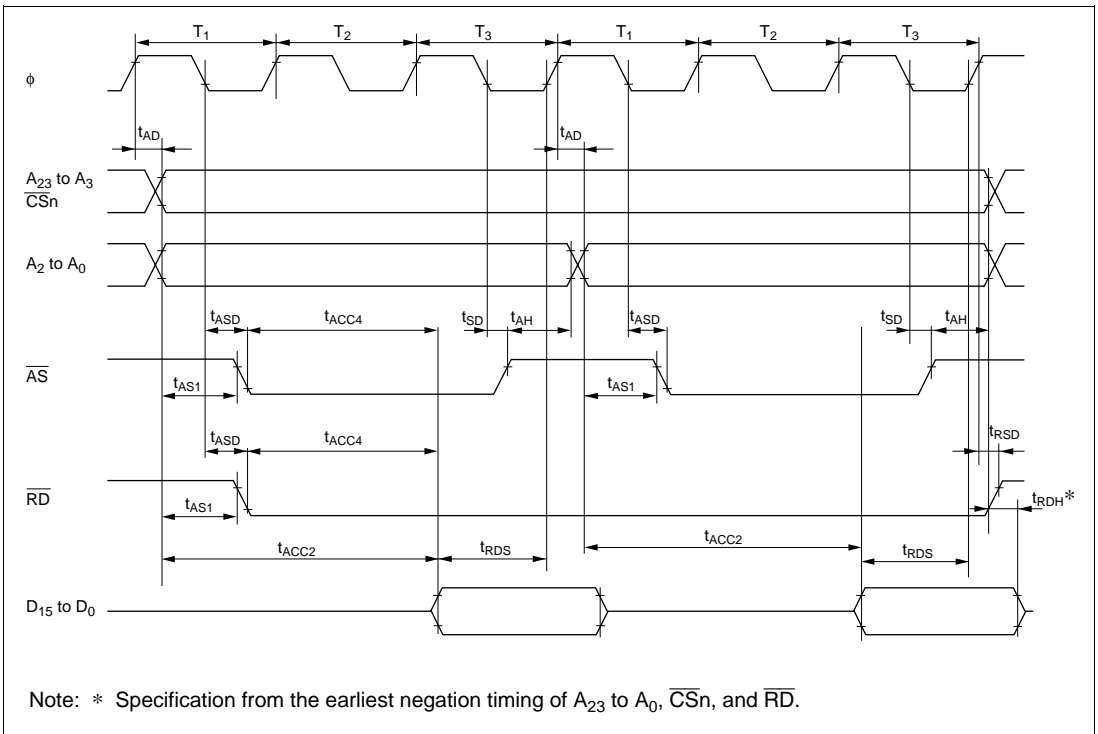 T1 T2 T3 T1 T2 T3
ϕ
tAD tAD
A23 to A3
CSn
A2 to A0
tASD tACC4 tSD tAH tASD tSD tAH
AS
tAS1 tAS1
tASD tACC4 tRSD
RD
tAS1 tRDH*
tACC2 tRDS tACC2 tRDS
D15 to D0
Note: * Specification from the earliest negation timing of A23 to A0, CSn, and RD.